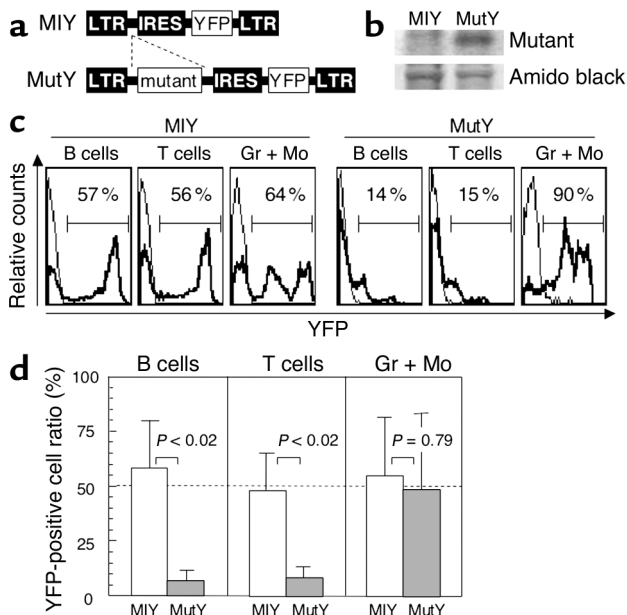 a
MIY LTR IRES YFP LTR
MutY LTR mutant IRES YFP LTR
b
MIY MutY
Mutant
Amido black
c
MIY MutY
B cells T cells Gr + Mo B cells T cells Gr + Mo
57 % 56 % 64 % 14 % 15 % 90 %
Relative counts
YFP
d
B cells T cells Gr + Mo
YFP-positive cell ratio (%)
100
75
50
25
0
P < 0.02 P < 0.02 P = 0.79
MIY MutY MIY MutY MIY MutY